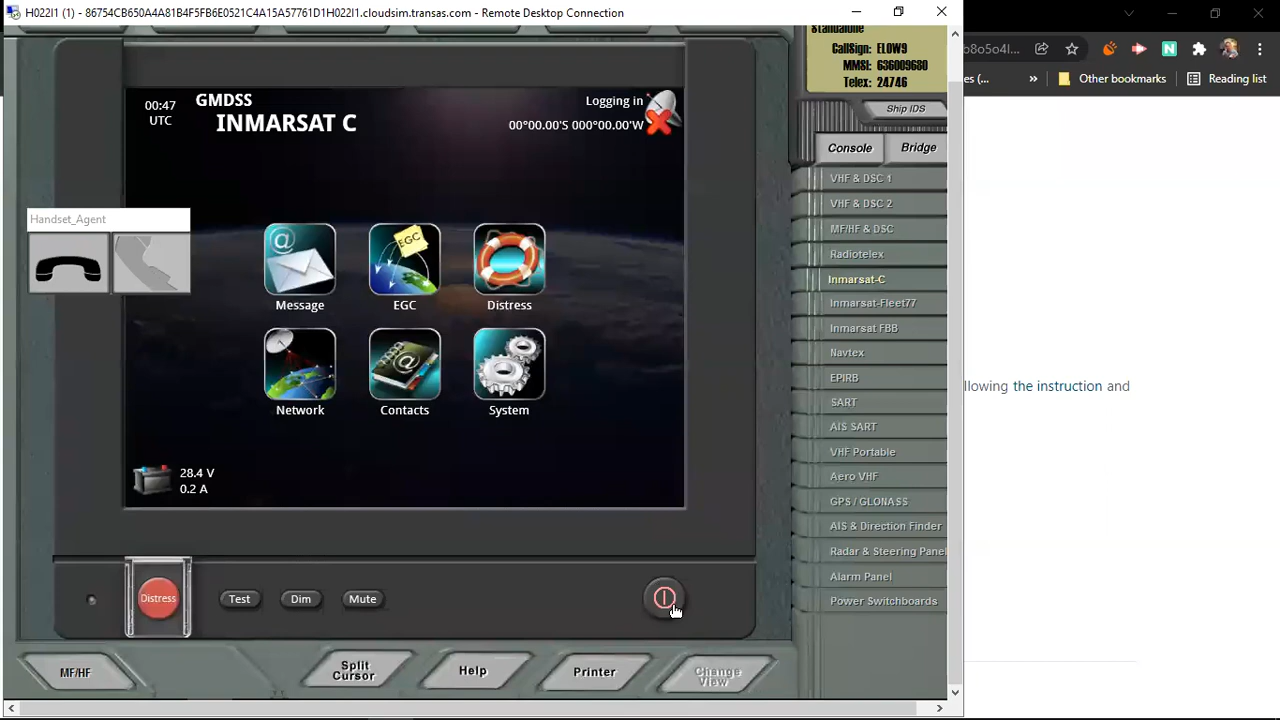 H022I1 (1) - 86754CB650A4A81B4F5FB6E0521C4A15A57761D1H022I1.cloudsim.transas.com - Remote Desktop Connection
Standalone
CallSign: ELOW9
MMSI: 636009680
Telex: 24746
Ship IDS
Console
Bridge
00:47
UTC
GMDSS
INMARSAT C
Logging in
00°00.00'S 000°00.00'W
Handset_Agent
Message
EGC
EGC
Distress
Network
Contacts
System
28.4 V
0.2 A
Distress
Test
Dim
Mute
MF/HF
Split
Cursor
Help
Printer
Change
View
VHF & DSC 1
VHF & DSC 2
MF/HF & DSC
Radiotelex
Inmarsat-C
Inmarsat-Fleet77
Inmarsat FBB
Navtex
EPIRB
SART
AIS SART
VHF Portable
Aero VHF
GPS / GLONASS
AIS & Direction Finder
Radar & Steering Panel
Alarm Panel
Power Switchboards
b8o5o4l...
es (...
»
Other bookmarks
Reading list
llowing the instruction and